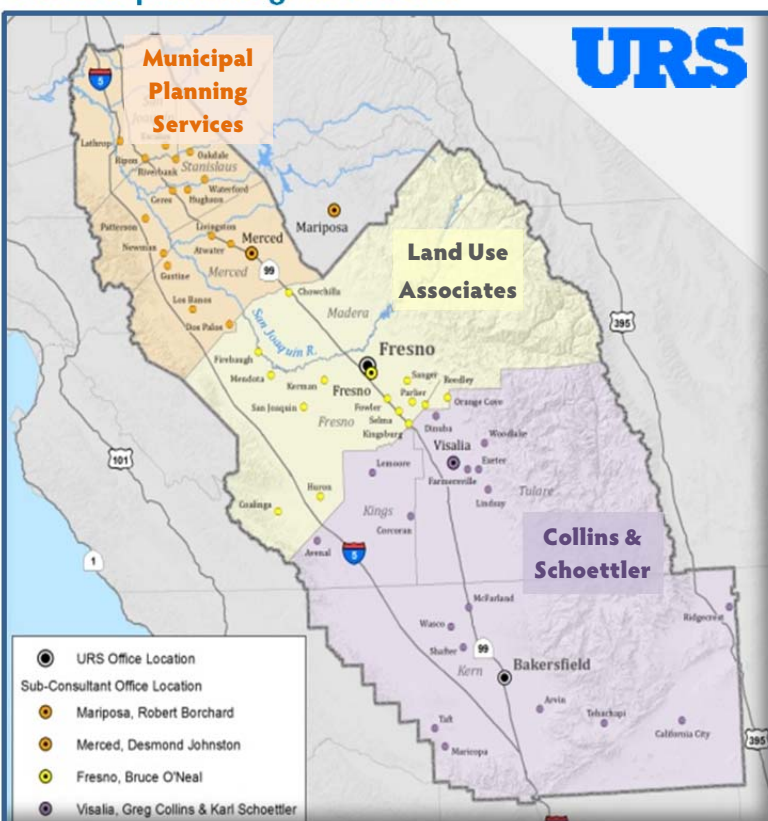 URS
Municipal
Planning
Services
5
Lathrop
Ripon
Oakdale
Riverbank
Stanislaus
Waterford
Ceres
Hughson
Patterson
Newman
Livingston
Atwater
Merced
Mariposa
Gustine
Merced
99
Los Banos
Dos Palos
Chowchilla
Madera
Land Use
Associates
395
San Joaquin R.
Firebaugh
Fresno
Mendota
Kerman
Fresno
Sanger
Reedley
Parlier
San Joaquin
Fowler
Orange Cove
Fresno
Selma
Kingsburg
Dinuba
Woodlake
101
Visalia
Lemoore
Exeter
Farmersville
Huron
Lindsay
Tulare
Coalinga
Kings
Corcoran
Avenal
5
Collins &
Schoettler
1
McFarland
Wasco
Ridgecrest
Shafter
99
Kern
Bakersfield
Arvin
Tehachapi
Taft
California City
Maricopa
395
URS Office Location
Sub-Consultant Office Location
Mariposa, Robert Borchard
Merced, Desmond Johnston
Fresno, Bruce O'Neal
Visalia, Greg Collins & Karl Schoettler